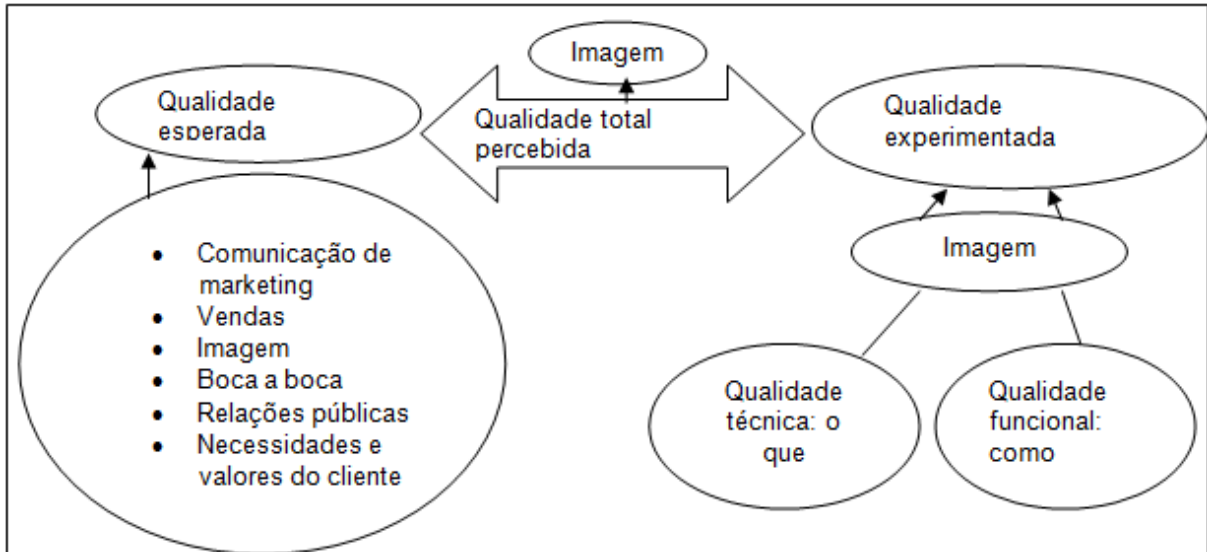 Imagem
Qualidade
esperada
Qualidade total
percebida
Qualidade
experimentada
• Comunicação de
marketing
• Vendas
• Imagem
• Boca a boca
• Relações públicas
• Necessidades e
valores do cliente
Imagem
Qualidade
técnica: o
que
Qualidade
funcional:
como